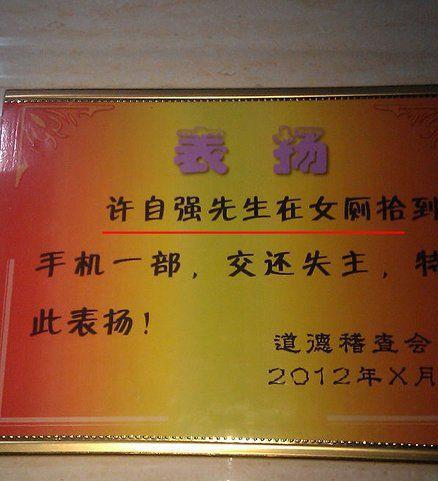 表扬
许自强先生在女厕拾到
手机一部，交还失主，特
此表扬！
道德稽查会
2012年X月